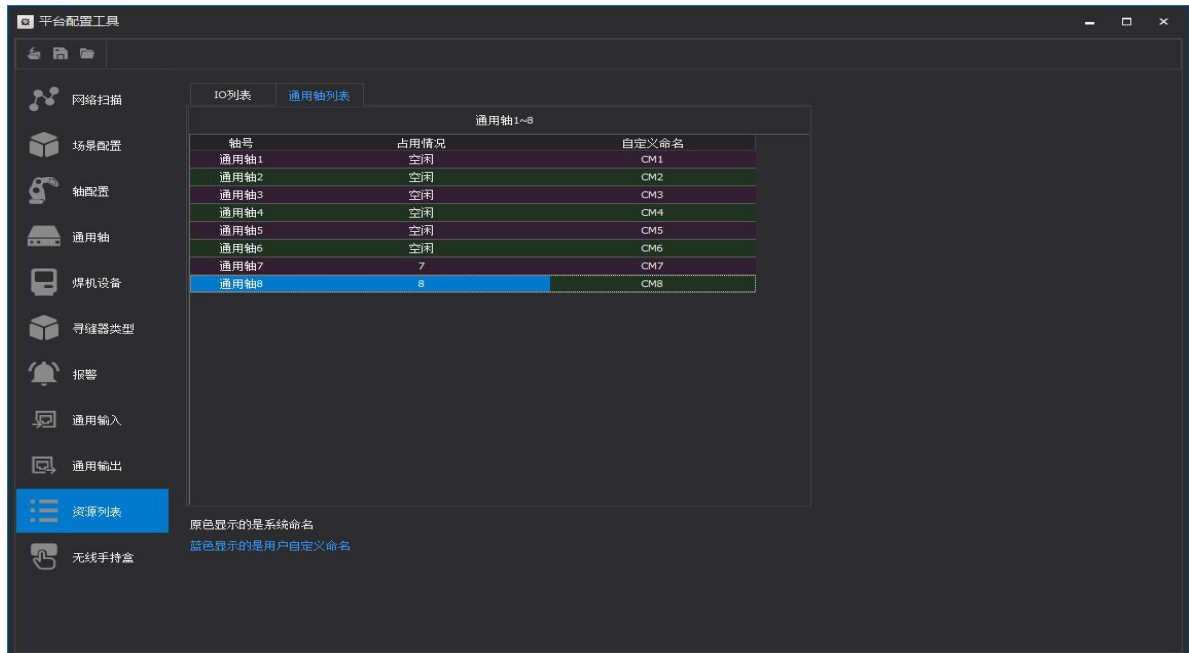 平台配置工具
网络扫描
场景配置
轴配置
通用轴
焊机设备
寻缝器类型
报警
通用输入
通用输出
资源列表
无线手持盒
IO列表 通用轴列表
通用轴1~8
轴号 占用情况 自定义命名
通用轴1 空闲 CM1
通用轴2 空闲 CM2
通用轴3 空闲 CM3
通用轴4 空闲 CM4
通用轴5 空闲 CM5
通用轴6 空闲 CM6
通用轴7 7 CM7
通用轴8 8 CM8
原色显示的是系统命名
蓝色显示的是用户自定义命名